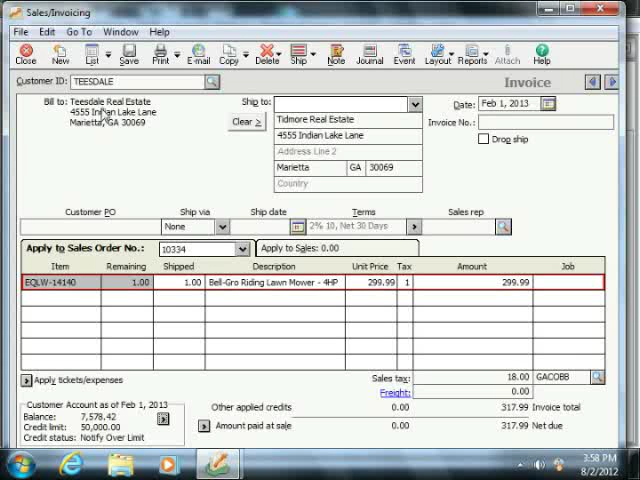 Sales/Invoicing
File Edit Go To Window Help
Close New List Save Print E-mail Copy Delete Ship Note Journal Event Layout Reports Attach Help
Customer ID: TEESDALE
Invoice
Bill to: Teesdale Real Estate
4555 Indian Lake Lane
Marietta, GA 30069
Ship to:
Clear >
Tidmore Real Estate
4555 Indian Lake Lane
Address Line 2
Marietta GA 30069
Country
Date: Feb 1, 2013
Invoice No.:
Drop ship
Customer PO Ship via Ship date Terms Sales rep
None 2% 10, Net 30 Days
Apply to Sales Order No.: 10334 Apply to Sales: 0.00
Item Remaining Shipped Description Unit Price Tax Amount Job
EQLW-14140 1.00 1.00 Bell-Gro Riding Lawn Mower - 4HP 299.99 1 299.99
Apply tickets/expenses
Sales tax: 18.00 GACOBB
Freight: 0.00
Customer Account as of Feb 1, 2013
Balance: 7,578.42
Credit limit: 50,000.00
Credit status: Notify Over Limit
Other applied credits 0.00 317.99 Invoice total
Amount paid at sale 0.00 317.99 Net due
3:58 PM
8/2/2012